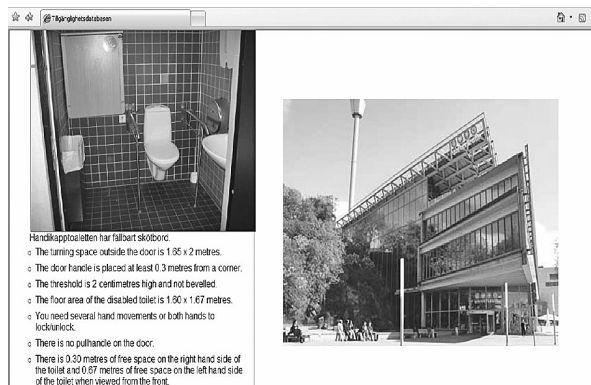 Tillgänglighetsdatabasen
Handikapptoaletten har fällbart skötbord.
The turning space outside the door is 1.65 x 2 metres.
The door handle is placed at least 0.3 metres from a corner.
The threshold is 2 centimetres high and not bevelled.
The floor area of the disabled toilet is 1.60 x 1.67 metres.
You need several hand movements or both hands to
lock/unlock.
There is no pullhandle on the door.
There is 0.30 metres of free space on the right hand side of
the toilet and 0.67 metres of free space on the left hand side
of the toilet when viewed from the front.